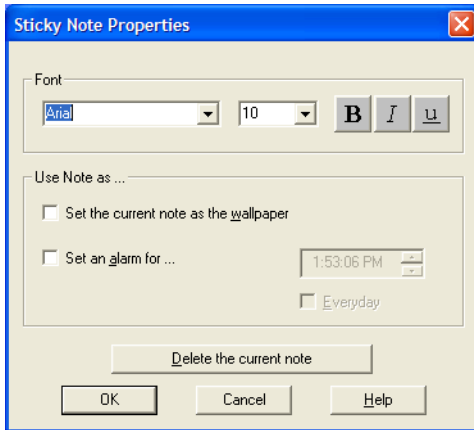 Sticky Note Properties
Font
Arial 10 B I u
Use Note as ...
Set the current note as the wallpaper
Set an alarm for ... 1:53:06 PM
Everyday
Delete the current note
OK Cancel Help